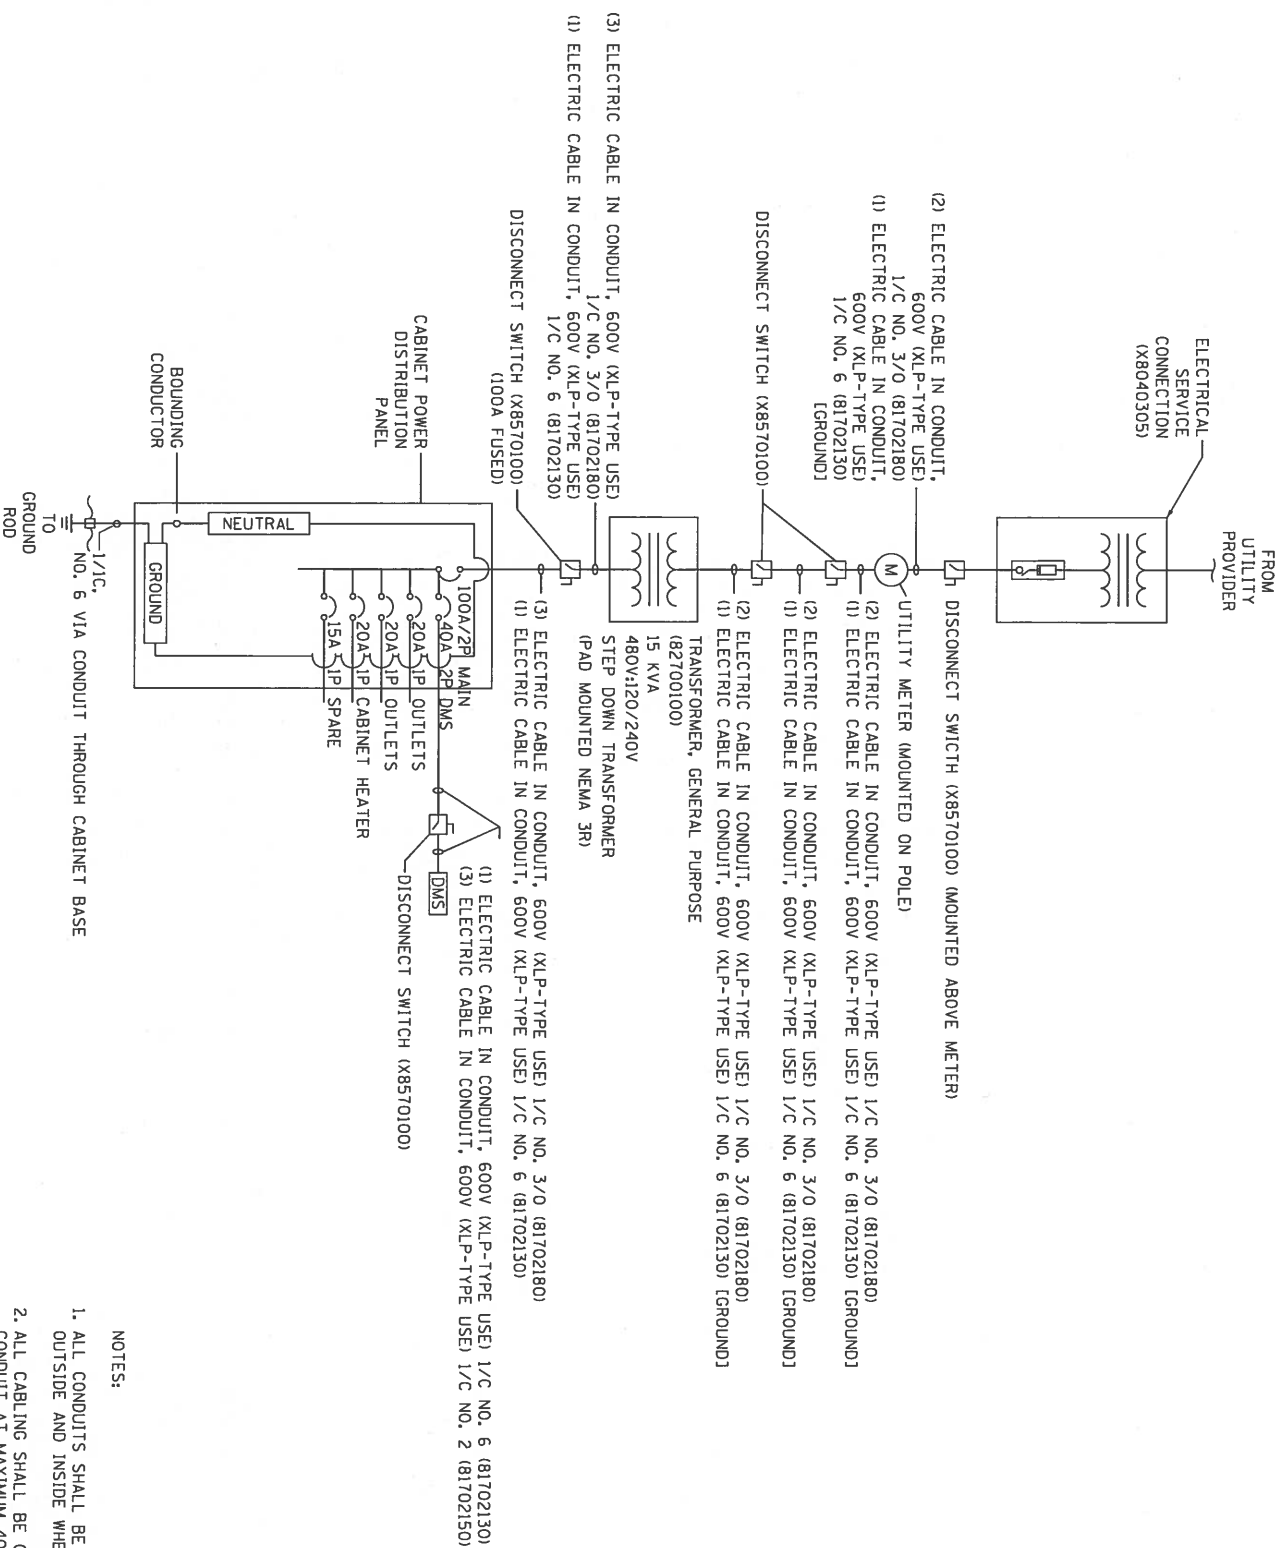 FROM
UTILITY
PROVIDER
ELECTRICAL
SERVICE
CONNECTION
(X8040305)
DISCONNECT SWICTH (X8570100) (MOUNTED ABOVE METER)
(2) ELECTRIC CABLE IN CONDUIT,
600V (XLP-TYPE USE)
1/C NO. 3/0 (81702180)
(1) ELECTRIC CABLE IN CONDUIT,
600V (XLP-TYPE USE)
1/C NO. 6 (81702130)
[GROUND]
M
UTILITY METER (MOUNTED ON POLE)
(2) ELECTRIC CABLE IN CONDUIT, 600V (XLP-TYPE USE) 1/C NO. 3/0 (81702180)
(1) ELECTRIC CABLE IN CONDUIT, 600V (XLP-TYPE USE) 1/C NO. 6 (81702130) [GROUND]
(2) ELECTRIC CABLE IN CONDUIT, 600V (XLP-TYPE USE) 1/C NO. 3/0 (81702180)
(1) ELECTRIC CABLE IN CONDUIT, 600V (XLP-TYPE USE) 1/C NO. 6 (81702130) [GROUND]
DISCONNECT SWITCH (X8570100)
(2) ELECTRIC CABLE IN CONDUIT, 600V (XLP-TYPE USE) 1/C NO. 3/0 (81702180)
(1) ELECTRIC CABLE IN CONDUIT, 600V (XLP-TYPE USE) 1/C NO. 6 (81702130) [GROUND]
TRANSFORMER, GENERAL PURPOSE
(82700100)
15 KVA
480V:120/240V
STEP DOWN TRANSFORMER
(PAD MOUNTED NEMA 3R)
(3) ELECTRIC CABLE IN CONDUIT, 600V (XLP-TYPE USE)
1/C NO. 3/0 (81702180)
(1) ELECTRIC CABLE IN CONDUIT, 600V (XLP-TYPE USE)
1/C NO. 6 (81702130)
DISCONNECT SWITCH (X8570100)
(100A FUSED)
(3) ELECTRIC CABLE IN CONDUIT, 600V (XLP-TYPE USE) 1/C NO. 3/0 (81702180)
(1) ELECTRIC CABLE IN CONDUIT, 600V (XLP-TYPE USE) 1/C NO. 6 (81702130)
CABINET POWER
DISTRIBUTION
PANEL
100A/2P MAIN
40A 2P DMS
20A 1P OUTLETS
20A 1P OUTLETS
20A 1P CABINET HEATER
15A 1P SPARE
NEUTRAL
GROUND
(1) ELECTRIC CABLE IN CONDUIT, 600V (XLP-TYPE USE) 1/C NO. 6 (81702130)
(3) ELECTRIC CABLE IN CONDUIT, 600V (XLP-TYPE USE) 1/C NO. 2 (81702150)
DMS
DISCONNECT SWITCH (X8570100)
BOUNDING
CONDUCTOR
1/1C,
NO. 6 VIA CONDUIT THROUGH CABINET BASE
TO
GROUND
ROD
NOTES:
1. ALL CONDUITS SHALL BE
OUTSIDE AND INSIDE
2. ALL CABLING SHALL BE
CONDUIT AT MAXIMUM